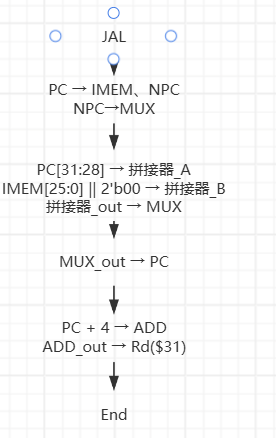 JAL
PC → IMEM、NPC
NPC→MUX
PC[31:28] → 拼接器_A
IMEM[25:0] || 2'b00 → 拼接器_B
拼接器_out → MUX
MUX_out → PC
PC + 4 → ADD
ADD_out → Rd($31)
End